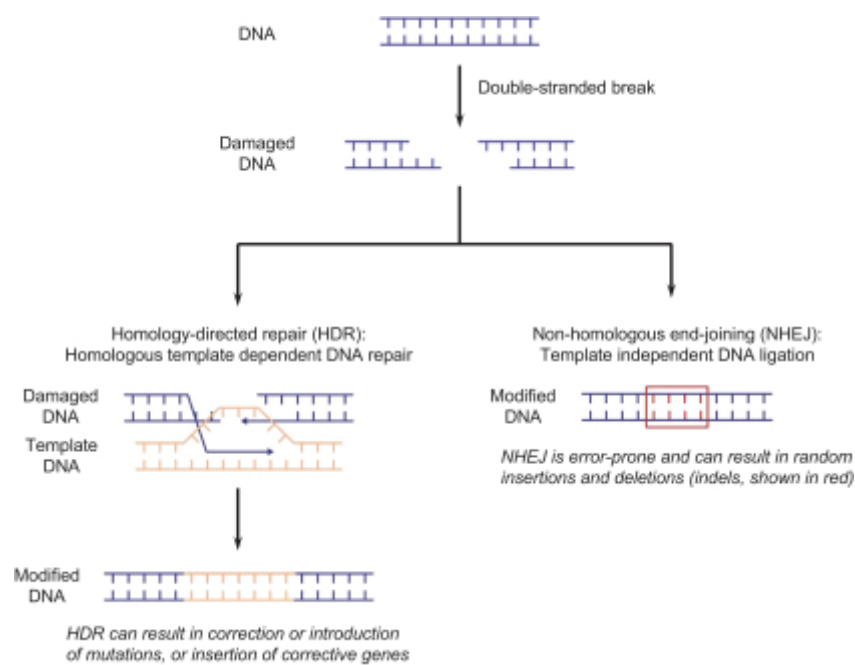 DNA
Double-stranded break
Damaged
DNA
Homology-directed repair (HDR):
Homologous template dependent DNA repair
Damaged
DNA
Template
DNA
Modified
DNA
HDR can result in correction or introduction
of mutations, or insertion of corrective genes
Non-homologous end-joining (NHEJ):
Template independent DNA ligation
Modified
DNA
NHEJ is error-prone and can result in random
insertions and deletions (indels, shown in red)